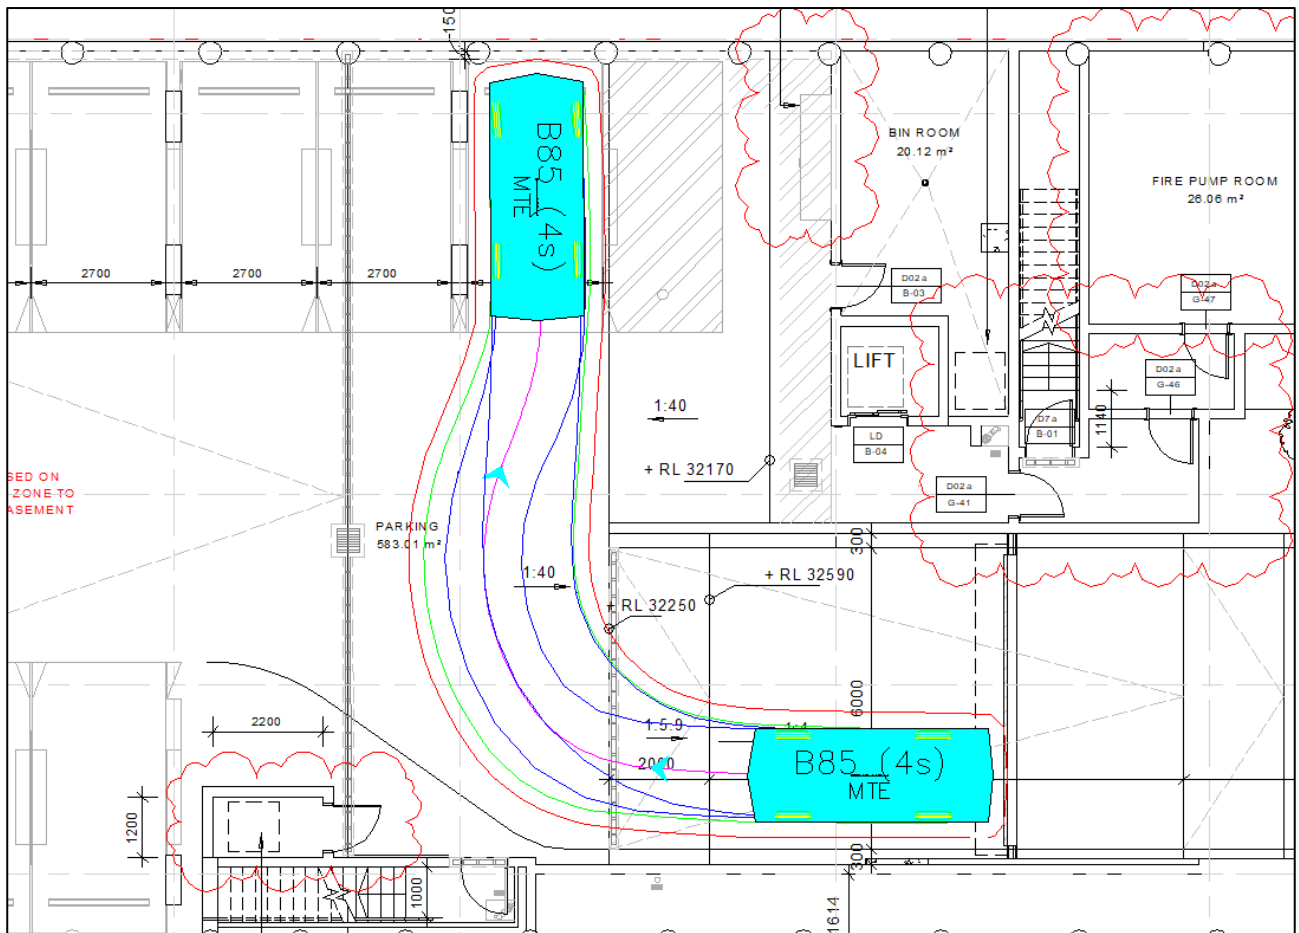 150
B85 (4s)
MTE
BIN ROOM
20.12 m²
FIRE PUMP ROOM
26.06 m²
2700
2700
2700
D02a
B-03
D02a
G-47
LIFT
D02a
G-46
1:40
D7a
B-01
1140
LD
B-04
+ RL 32170
SED ON
ZONE TO
ASEMENT
D02a
G-41
PARKING
583.01 m²
300
1:40
+ RL 32590
+ RL 32250
6000
2200
1:5.9
1:4
B85 (4s)
MTE
1200
300
1000
1614